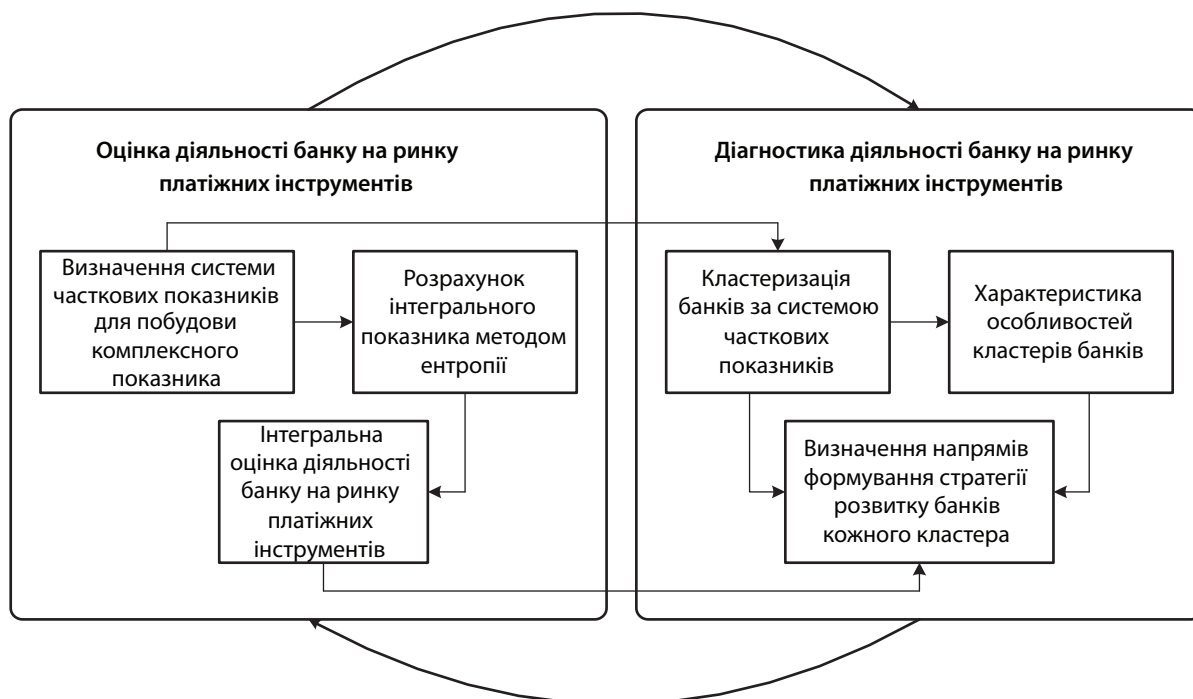 Оцінка діяльності банку на ринку
платіжних інструментів
Визначення системи
часткових показників
для побудови
комплексного
показника
Розрахунок
інтегрального
показника методом
ентропії
Інтегральна
оцінка діяльності
банку на ринку
платіжних
інструментів
Діагностика діяльності банку на ринку
платіжних інструментів
Кластеризація
банків за системою
часткових
показників
Характеристика
особливостей
кластерів банків
Визначення напрямів
формування стратегії
розвитку банків
кожного кластера